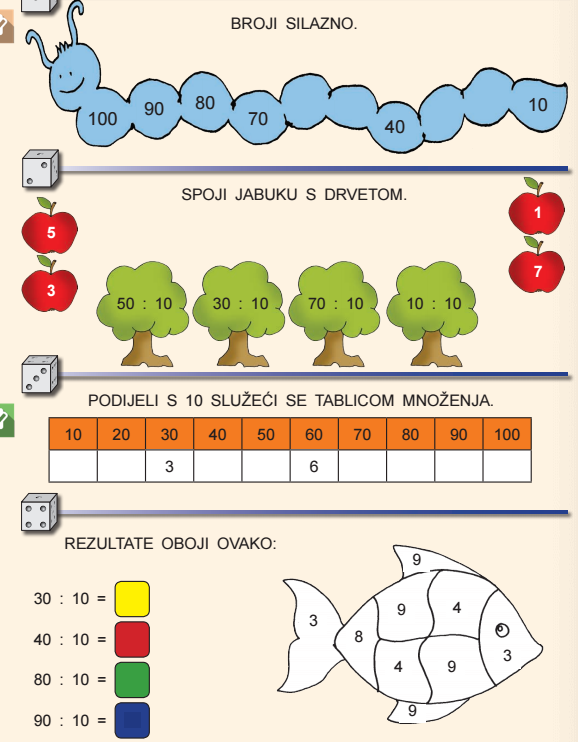 BROJI SILAZNO.
100 90 80 70 40 10
SPOJI JABUKU S DRVETOM.
5
3
1
7
50 : 10 30 : 10 70 : 10 10 : 10
PODIJELI S 10 SLUŽEĆI SE TABLICOM MNOŽENJA.
10 20 30 40 50 60 70 80 90 100
3 6
REZULTATE OBOJI OVAKO:
30 : 10 =
40 : 10 =
80 : 10 =
90 : 10 =
9
3 8 9 4
4 9 3
9